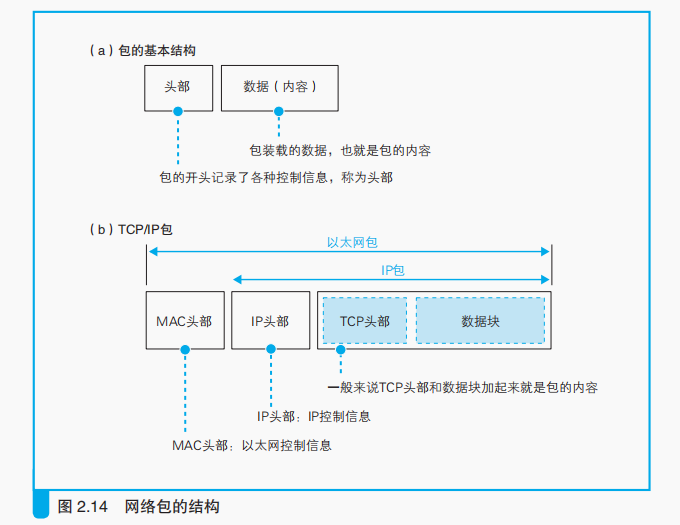 （a）包的基本结构
头部 数据（内容）
包装载的数据，也就是包的内容
包的开头记录了各种控制信息，称为头部
（b）TCP/IP包
以太网包
IP包
MAC头部 IP头部 TCP头部 数据块
一般来说TCP头部和数据块加起来就是包的内容
IP头部：IP控制信息
MAC头部：以太网控制信息
图 2.14 网络包的结构